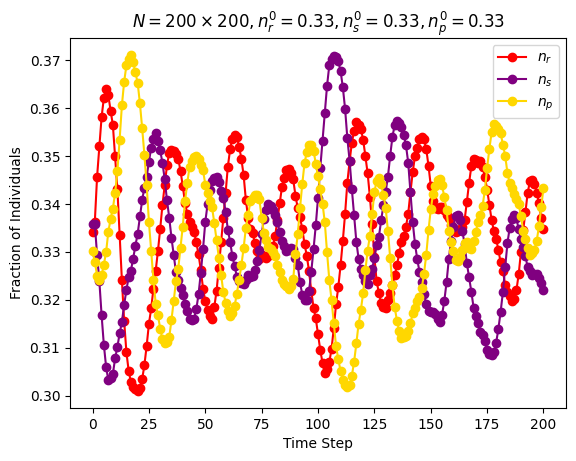 N = 200 × 200, n_r^0 = 0.33, n_s^0 = 0.33, n_p^0 = 0.33
n_r
n_s
n_p
Fraction of Individuals
0.37
0.36
0.35
0.34
0.33
0.32
0.31
0.30
0 25 50 75 100 125 150 175 200
Time Step